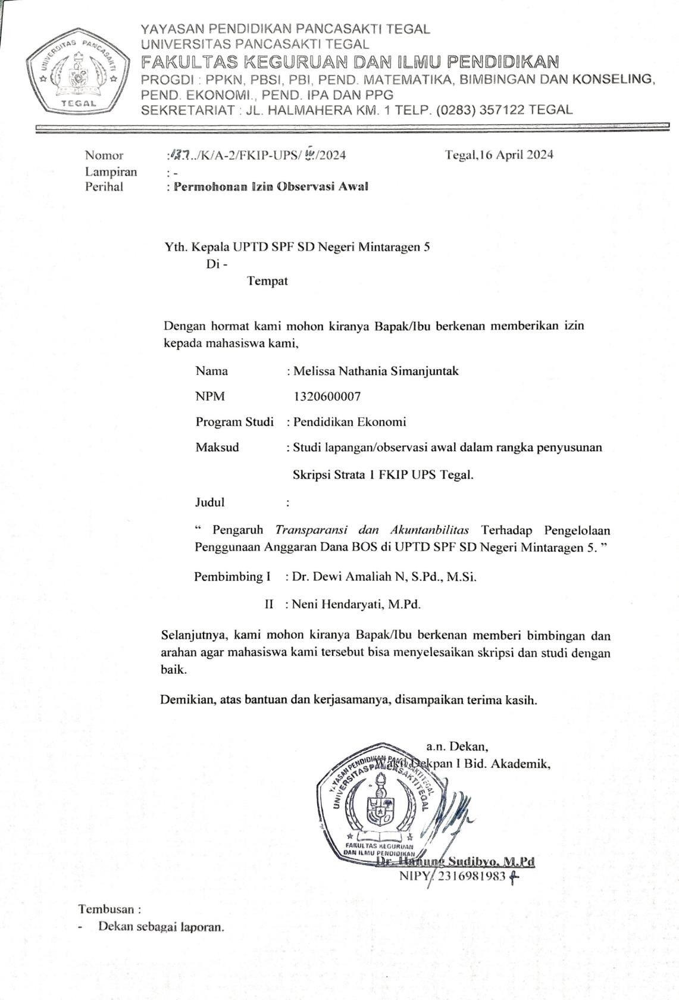 YAYASAN PENDIDIKAN PANCASAKTI TEGAL
UNIVERSITAS PANCASAKTI TEGAL
FAKULTAS KEGURUAN DAN ILMU PENDIDIKAN
PROGDI : PPKN, PBSI, PBI, PEND. MATEMATIKA, BIMBINGAN DAN KONSELING,
PEND. EKONOMI., PEND. IPA DAN PPG
SEKRETARIAT : JL. HALMAHERA KM. 1 TELP. (0283) 357122 TEGAL
UNIVERSITAS PANCASAKTI
TEGAL
Nomor :137../K/A-2/FKIP-UPS/ /2024 Tegal,16 April 2024
Lampiran : -
Perihal : Permohonan Izin Observasi Awal
Yth. Kepala UPTD SPF SD Negeri Mintaragen 5
Di -
Tempat
Dengan hormat kami mohon kiranya Bapak/Ibu berkenan memberikan izin
kepada mahasiswa kami,
Nama : Melissa Nathania Simanjuntak
NPM 1320600007
Program Studi : Pendidikan Ekonomi
Maksud : Studi lapangan/observasi awal dalam rangka penyusunan
Skripsi Strata 1 FKIP UPS Tegal.
Judul :
“ Pengaruh Transparansi dan Akuntanbilitas Terhadap Pengelolaan
Penggunaan Anggaran Dana BOS di UPTD SPF SD Negeri Mintaragen 5. ”
Pembimbing I : Dr. Dewi Amaliah N, S.Pd., M.Si.
II : Neni Hendaryati, M.Pd.
Selanjutnya, kami mohon kiranya Bapak/Ibu berkenan memberi bimbingan dan
arahan agar mahasiswa kami tersebut bisa menyelesaikan skripsi dan studi dengan
baik.
Demikian, atas bantuan dan kerjasamanya, disampaikan terima kasih.
a.n. Dekan,
Wakil Dekpan I Bid. Akademik,
YAYASAN PENDIDIKAN PANCASAKTI TEGAL
UNIVERSITAS PANCASAKTI TEGAL
FAKULTAS KEGURUAN
DAN ILMU PENDIDIKAN
Dr. Hanung Sudibyo, M.Pd
NIPY. 2316981983
Tembusan :
- Dekan sebagai laporan.